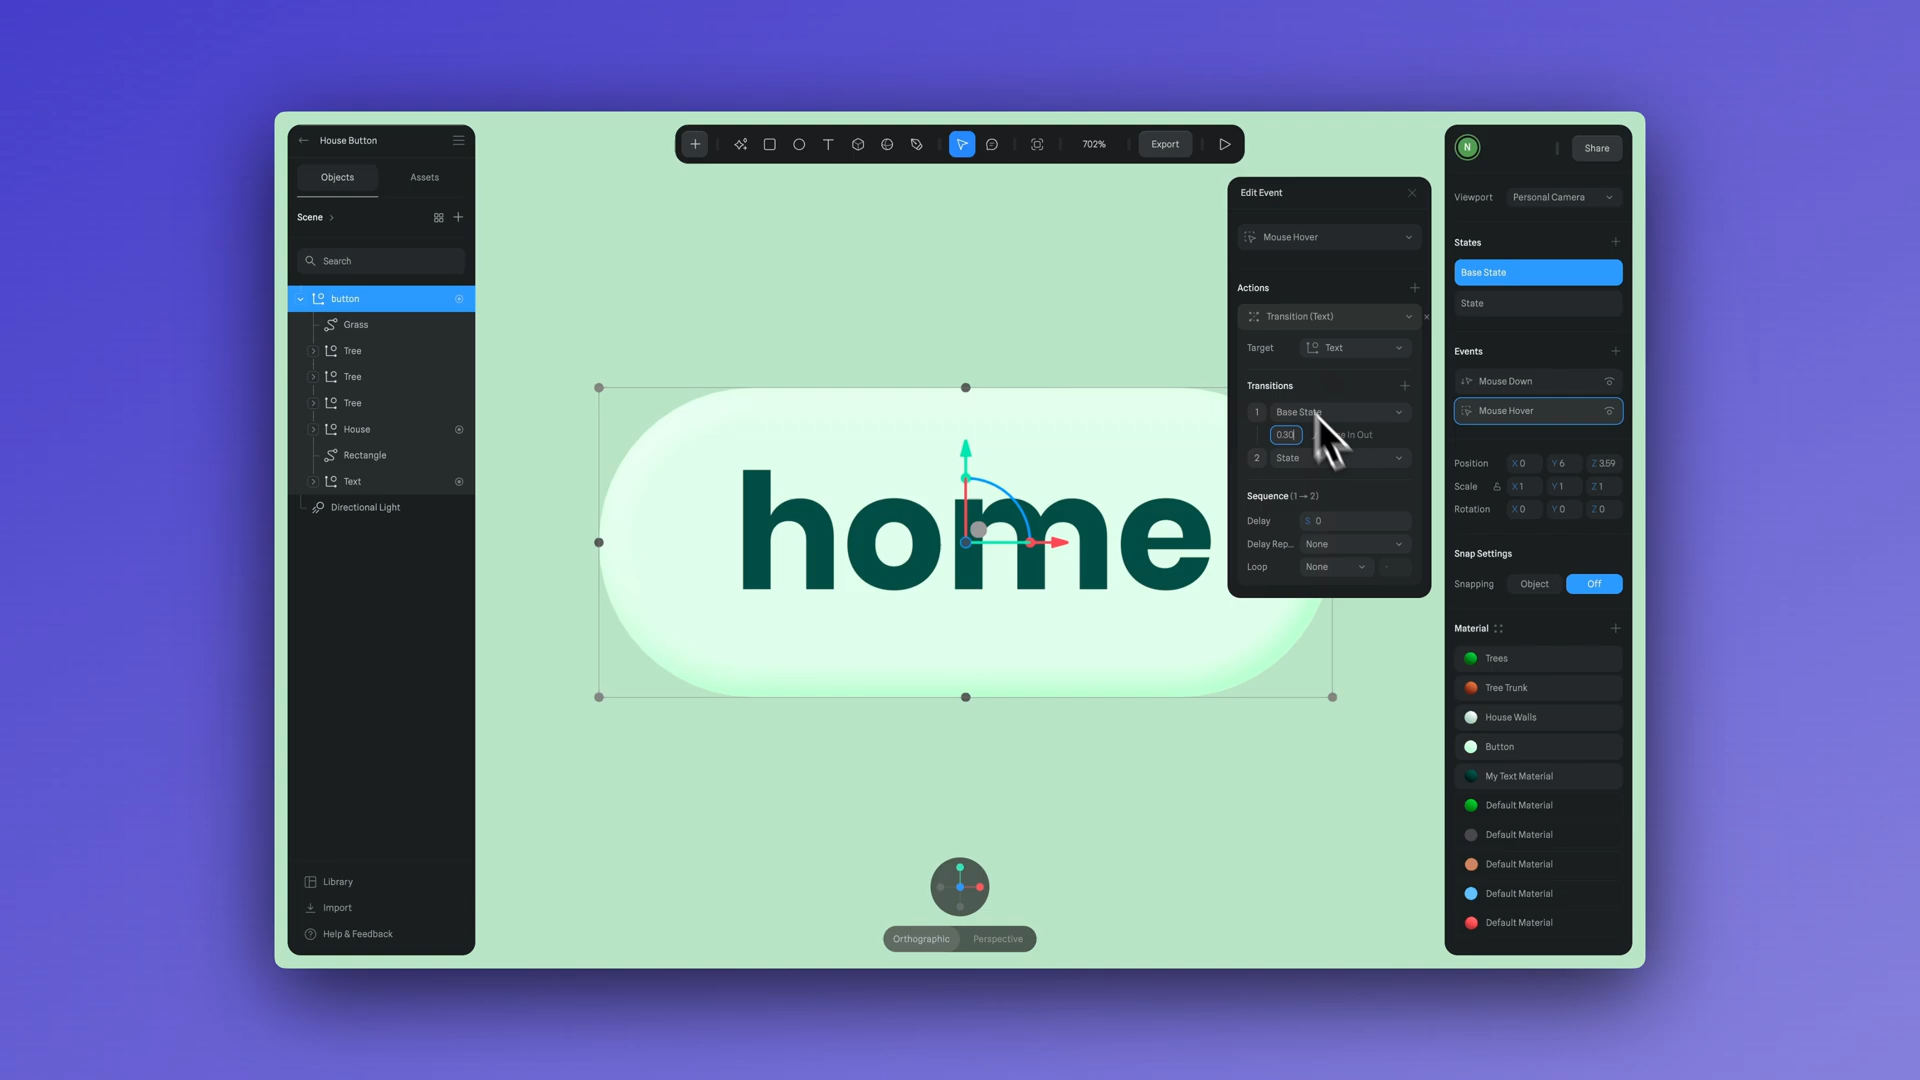 House Button
Objects
Assets
Scene
Search
button
Grass
Tree
Tree
Tree
House
Rectangle
Text
Directional Light
Library
Import
Help & Feedback
702%
Export
home
Orthographic
Perspective
Edit Event
Mouse Hover
Actions
Transition (Text)
Target
Text
Transitions
1
Base State
0.30
In Out
2
State
Sequence (1→2)
Delay
S 0
Delay Rep...
None
Loop
None
N
Share
Viewport
Personal Camera
States
Base State
State
Events
Mouse Down
Mouse Hover
Position X 0 Y 6 Z 3.59
Scale X 1 Y 1 Z 1
Rotation X 0 Y 0 Z 0
Snap Settings
Snapping
Object
Off
Material
Trees
Tree Trunk
House Walls
Button
My Text Material
Default Material
Default Material
Default Material
Default Material
Default Material